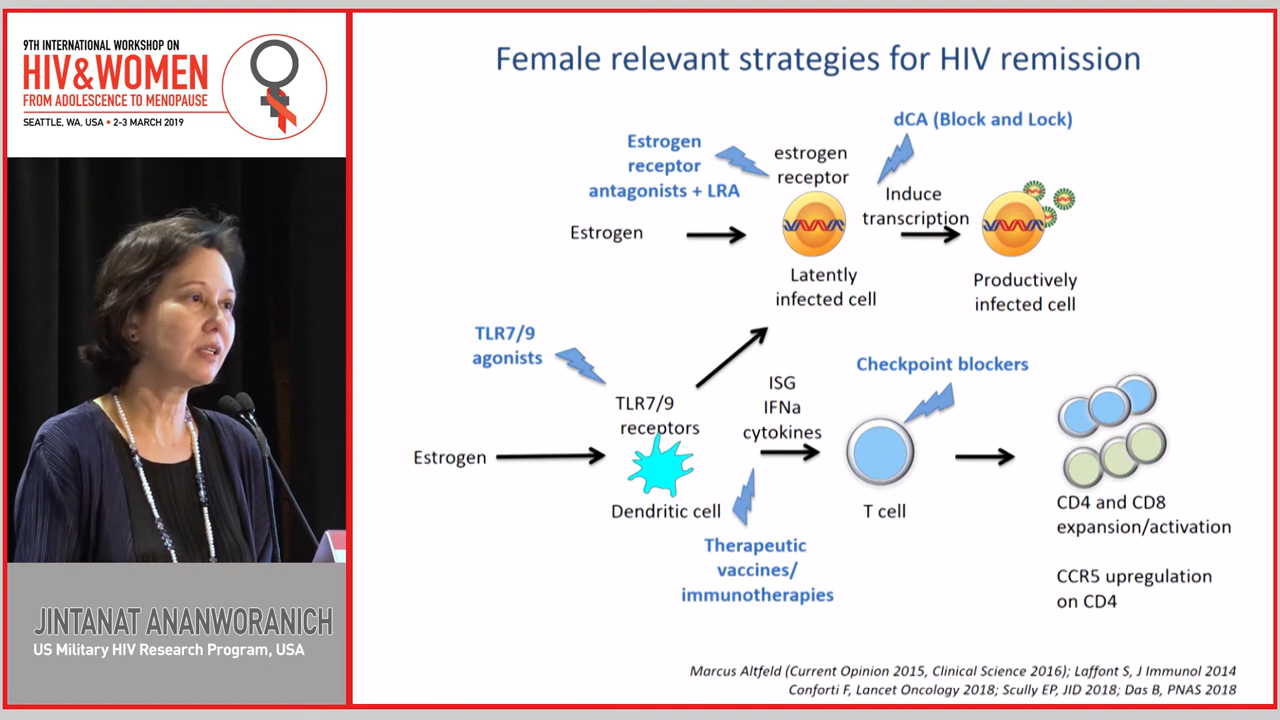 9TH INTERNATIONAL WORKSHOP ON
HIV&WOMEN
FROM ADOLESCENCE TO MENOPAUSE
SEATTLE, WA, USA • 2-3 MARCH 2019
JINTANAT ANANWORANICH
US Military HIV Research Program, USA
Female relevant strategies for HIV remission
dCA (Block and Lock)
Estrogen
receptor
antagonists + LRA
estrogen
receptor
Induce
transcription
Estrogen
Latently
infected cell
Productively
infected cell
TLR7/9
agonists
Checkpoint blockers
TLR7/9
receptors
ISG
IFNa
cytokines
Estrogen
Dendritic cell
T cell
CD4 and CD8
expansion/activation
Therapeutic
vaccines/
immunotherapies
CCR5 upregulation
on CD4
Marcus Altfeld (Current Opinion 2015, Clinical Science 2016); Laffont S, J Immunol 2014
Conforti F, Lancet Oncology 2018; Scully EP, JID 2018; Das B, PNAS 2018